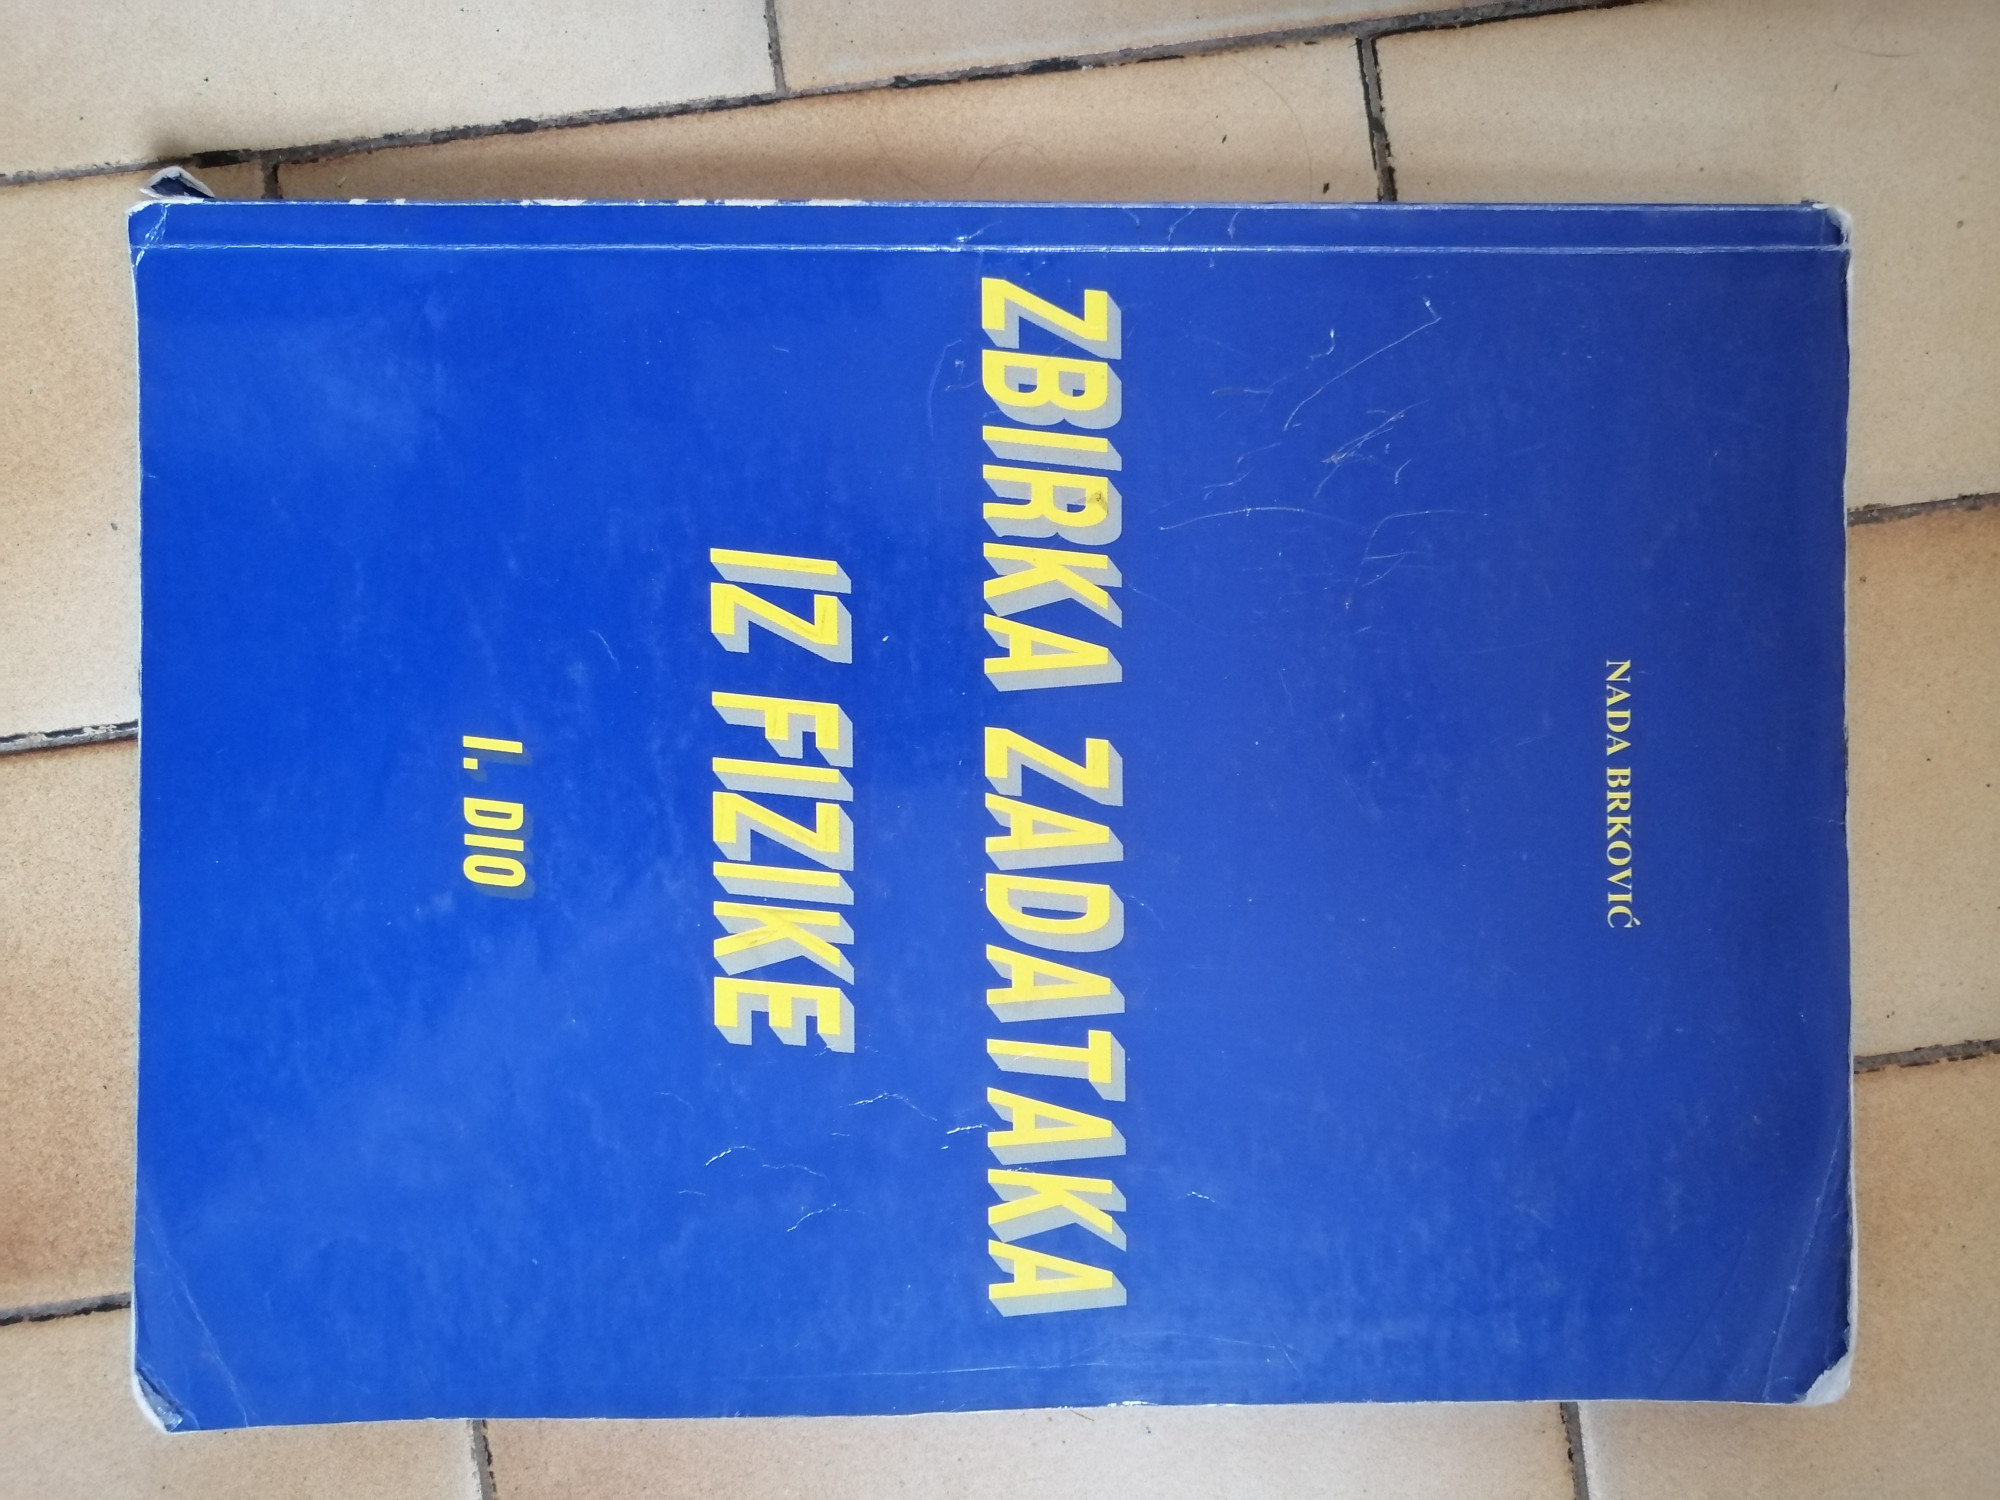 NADA BRKOVIĆ
ZBIRKA ZADATAKA
IZ FIZIKE
I. DIO